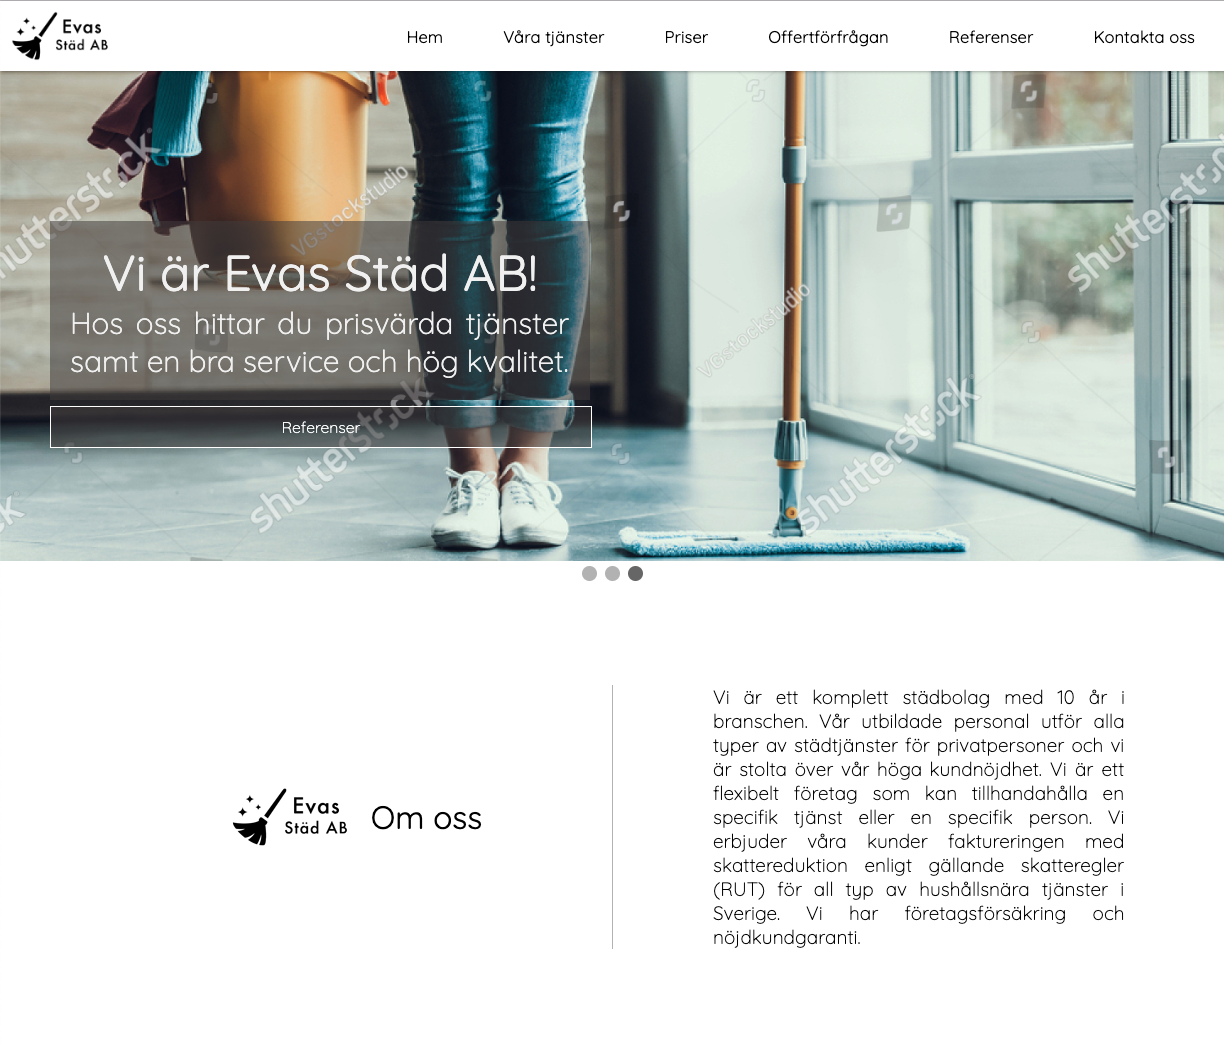 Evas
Städ AB
Hem Våra tjänster Priser Offertförfrågan Referenser Kontakta oss
shutterstock
VGstockstudio
Vi är Evas Städ AB!
Hos oss hittar du prisvärda tjänster
samt en bra service och hög kvalitet.
Referenser
shutterstock
VGstockstudio
shutterstock
shutterstock
Evas
Städ AB
Om oss
Vi är ett komplett städbolag med 10 år i
branschen. Vår utbildade personal utför alla
typer av städtjänster för privatpersoner och vi
är stolta över vår höga kundnöjdhet. Vi är ett
flexibelt företag som kan tillhandahålla en
specifik tjänst eller en specifik person. Vi
erbjuder våra kunder faktureringen med
skattereduktion enligt gällande skatteregler
(RUT) för all typ av hushållsnära tjänster i
Sverige. Vi har företagsförsäkring och
nöjdkundgaranti.